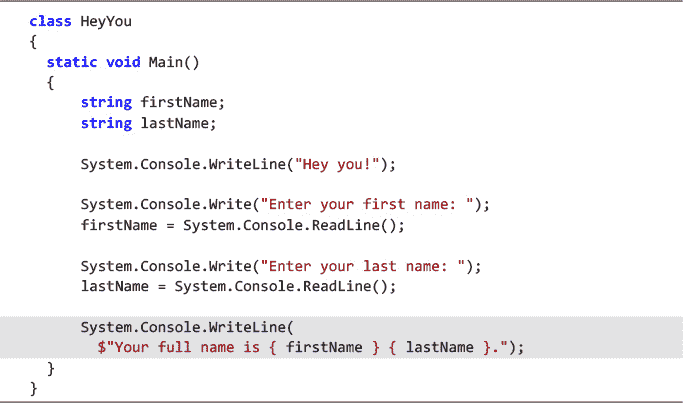 class HeyYou
{
  static void Main()
  {
      string firstName;
      string lastName;

      System.Console.WriteLine("Hey you!");

      System.Console.Write("Enter your first name: ");
      firstName = System.Console.ReadLine();

      System.Console.Write("Enter your last name: ");
      lastName = System.Console.ReadLine();

      System.Console.WriteLine(
        $"Your full name is { firstName } { lastName }.");
  }
}